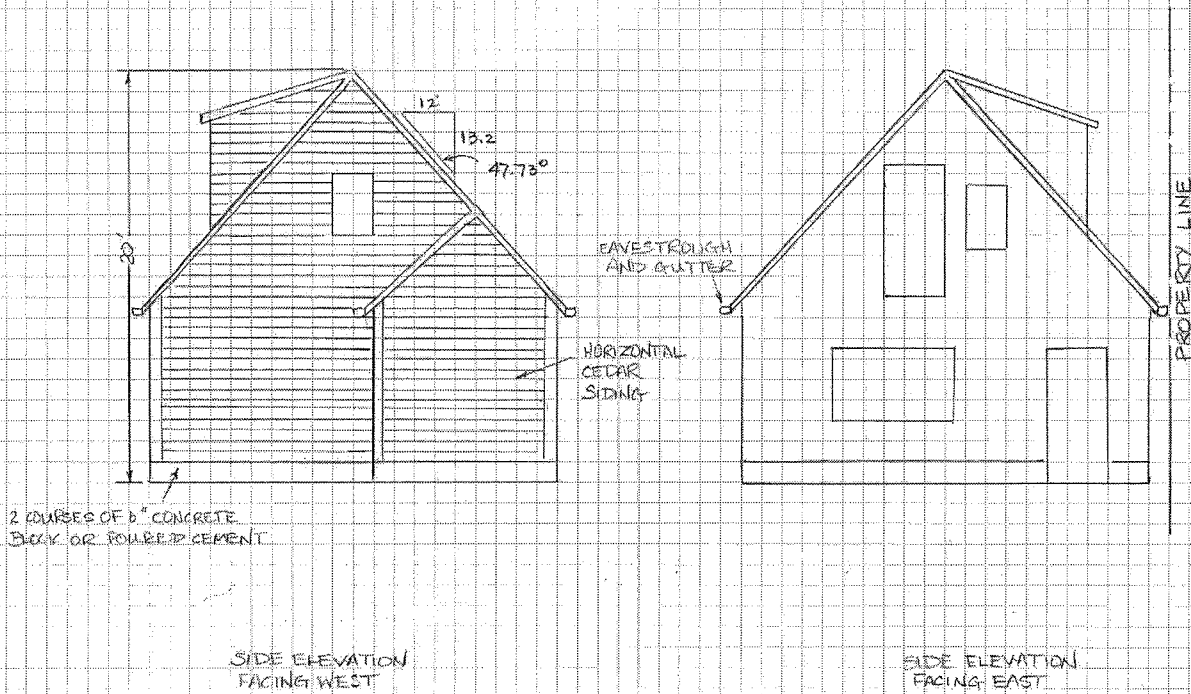 12'
13.2
47.73°
20'
EAVESTROUGH
AND GUTTER
PROPERTY LINE
HORIZONTAL
CEDAR
SIDING
2 COURSES OF 6" CONCRETE
BLOCK OR POURED CEMENT
SIDE ELEVATION
FACING WEST
SIDE ELEVATION
FACING EAST